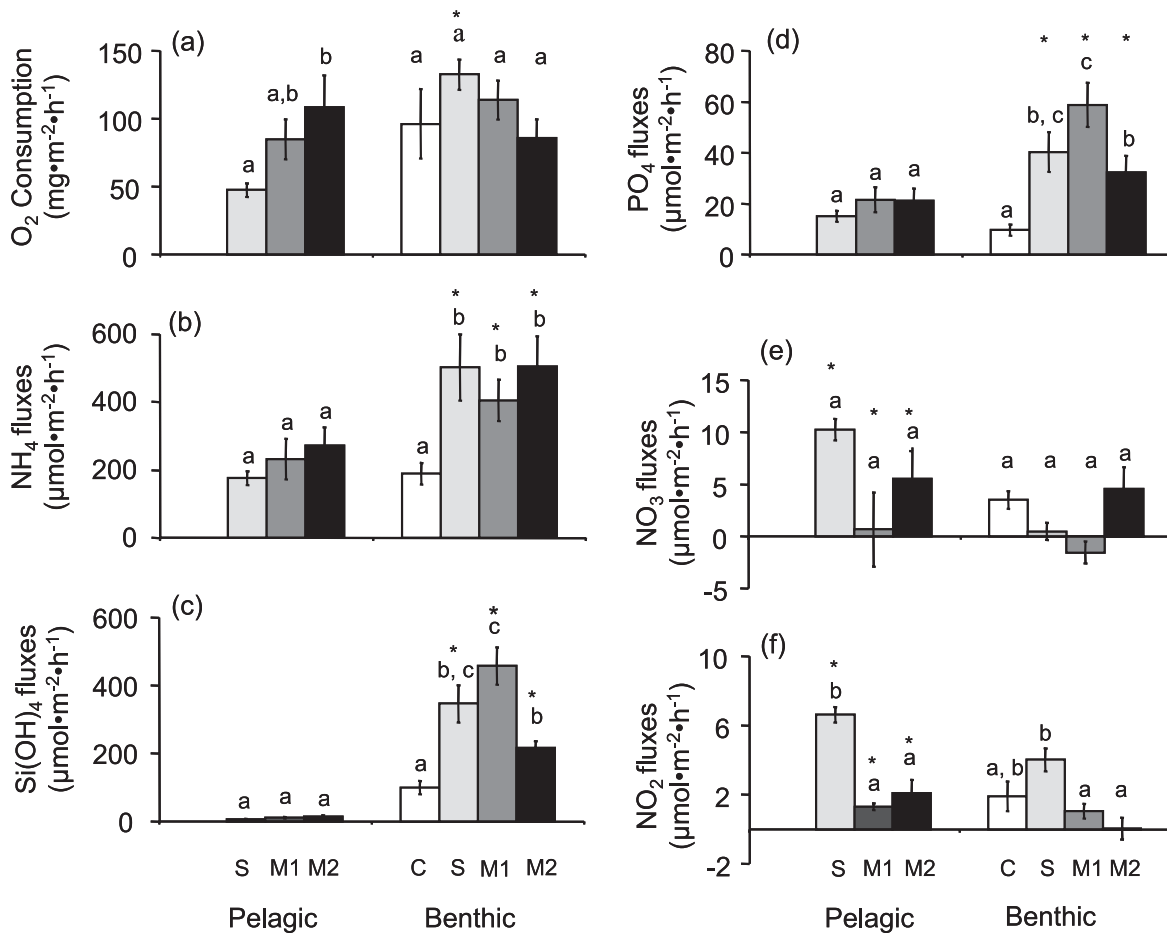 (a)
O2 Consumption
(mg•m-2•h-1)
150
100
50
0
a
a,b
b
a
*
a
a
a
(b)
NH4 fluxes
(µmol•m-2•h-1)
600
400
200
0
a
a
a
a
*
b
*
b
*
b
(c)
Si(OH)4 fluxes
(µmol•m-2•h-1)
600
400
200
0
a
a
a
a
*
b, c
*
c
*
b
S M1 M2 C S M1 M2
Pelagic Benthic
(d)
PO4 fluxes
(µmol•m-2•h-1)
80
60
40
20
0
a
a
a
a
*
b, c
*
c
*
b
(e)
NO3 fluxes
(µmol•m-2•h-1)
15
10
5
0
-5
*
a
*
a
*
a
a
a
a
a
(f)
NO2 fluxes
(µmol•m-2•h-1)
10
6
2
-2
*
b
*
a
*
a
a, b
b
a
a
S M1 M2 C S M1 M2
Pelagic Benthic